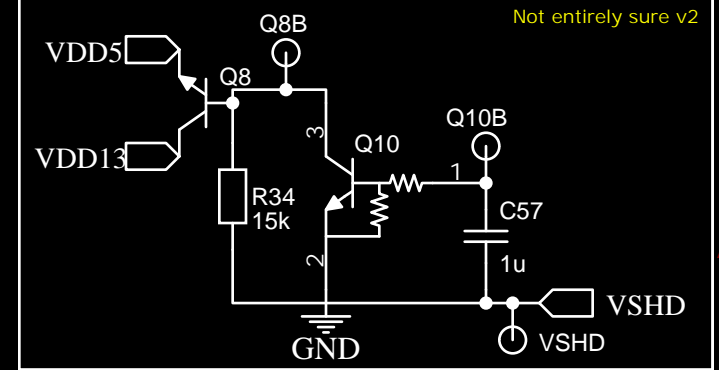 Not entirely sure v2
Q8B
VDD5
Q8
Q10B
3
Q10
VDD13
1
R34
15k
C57
2
1u
VSHD
GND
VSHD